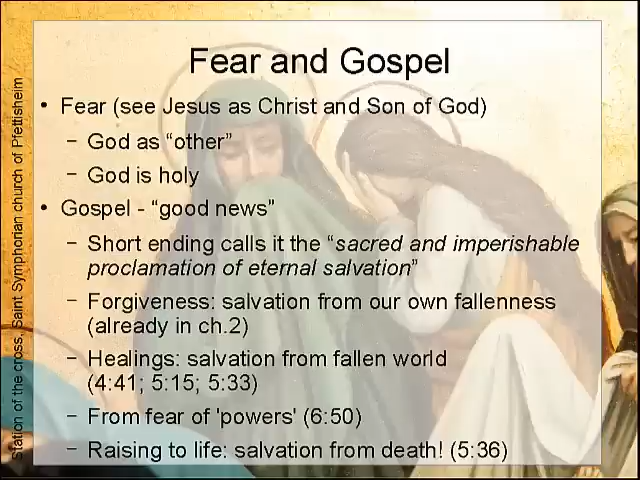 Fear and Gospel
• Fear (see Jesus as Christ and Son of God)
– God as “other”
– God is holy
• Gospel - “good news”
– Short ending calls it the “sacred and imperishable
proclamation of eternal salvation”
– Forgiveness: salvation from our own fallenness
(already in ch.2)
– Healings: salvation from fallen world
(4:41; 5:15; 5:33)
– From fear of 'powers' (6:50)
– Raising to life: salvation from death! (5:36)
Station of the cross, Saint Symphorian church of Pfettisheim